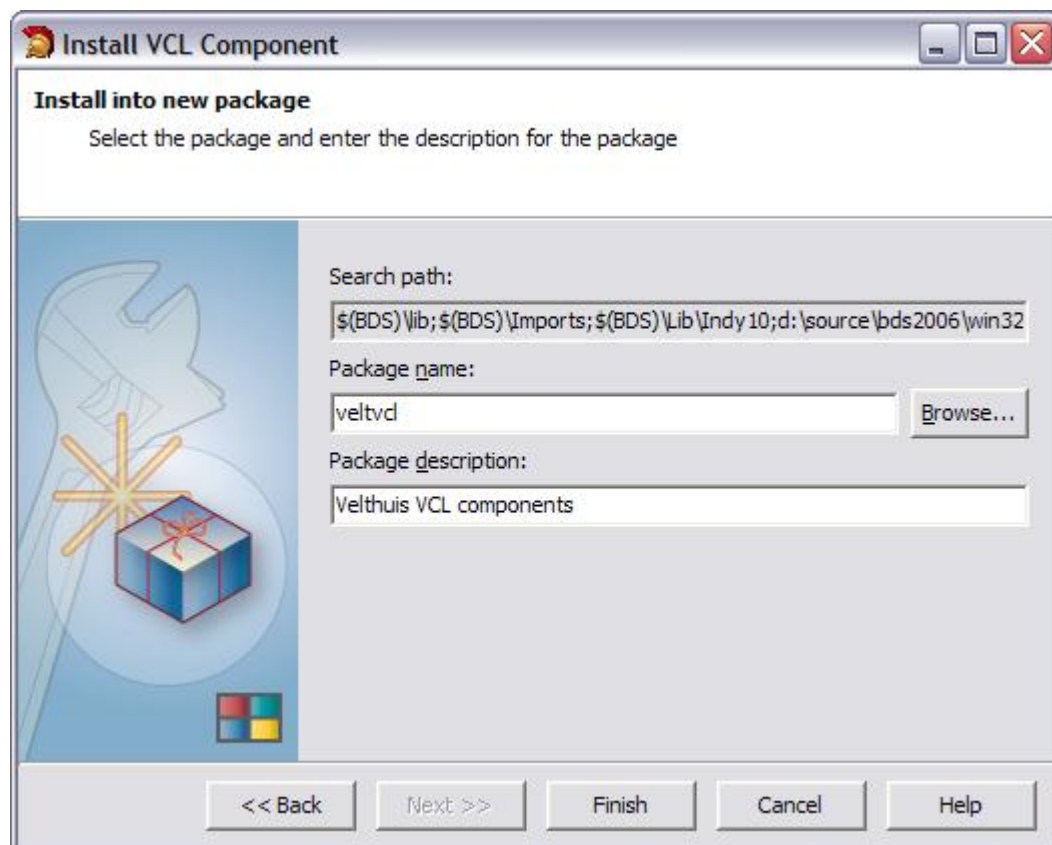 Install VCL Component
Install into new package
Select the package and enter the description for the package
Search path:
$(BDS)\lib;$(BDS)\Imports;$(BDS)\Lib\Indy10;d:\source\bds2006\win32
Package name:
veltvcl
Browse...
Package description:
Velthuis VCL components
<< Back
Next >>
Finish
Cancel
Help